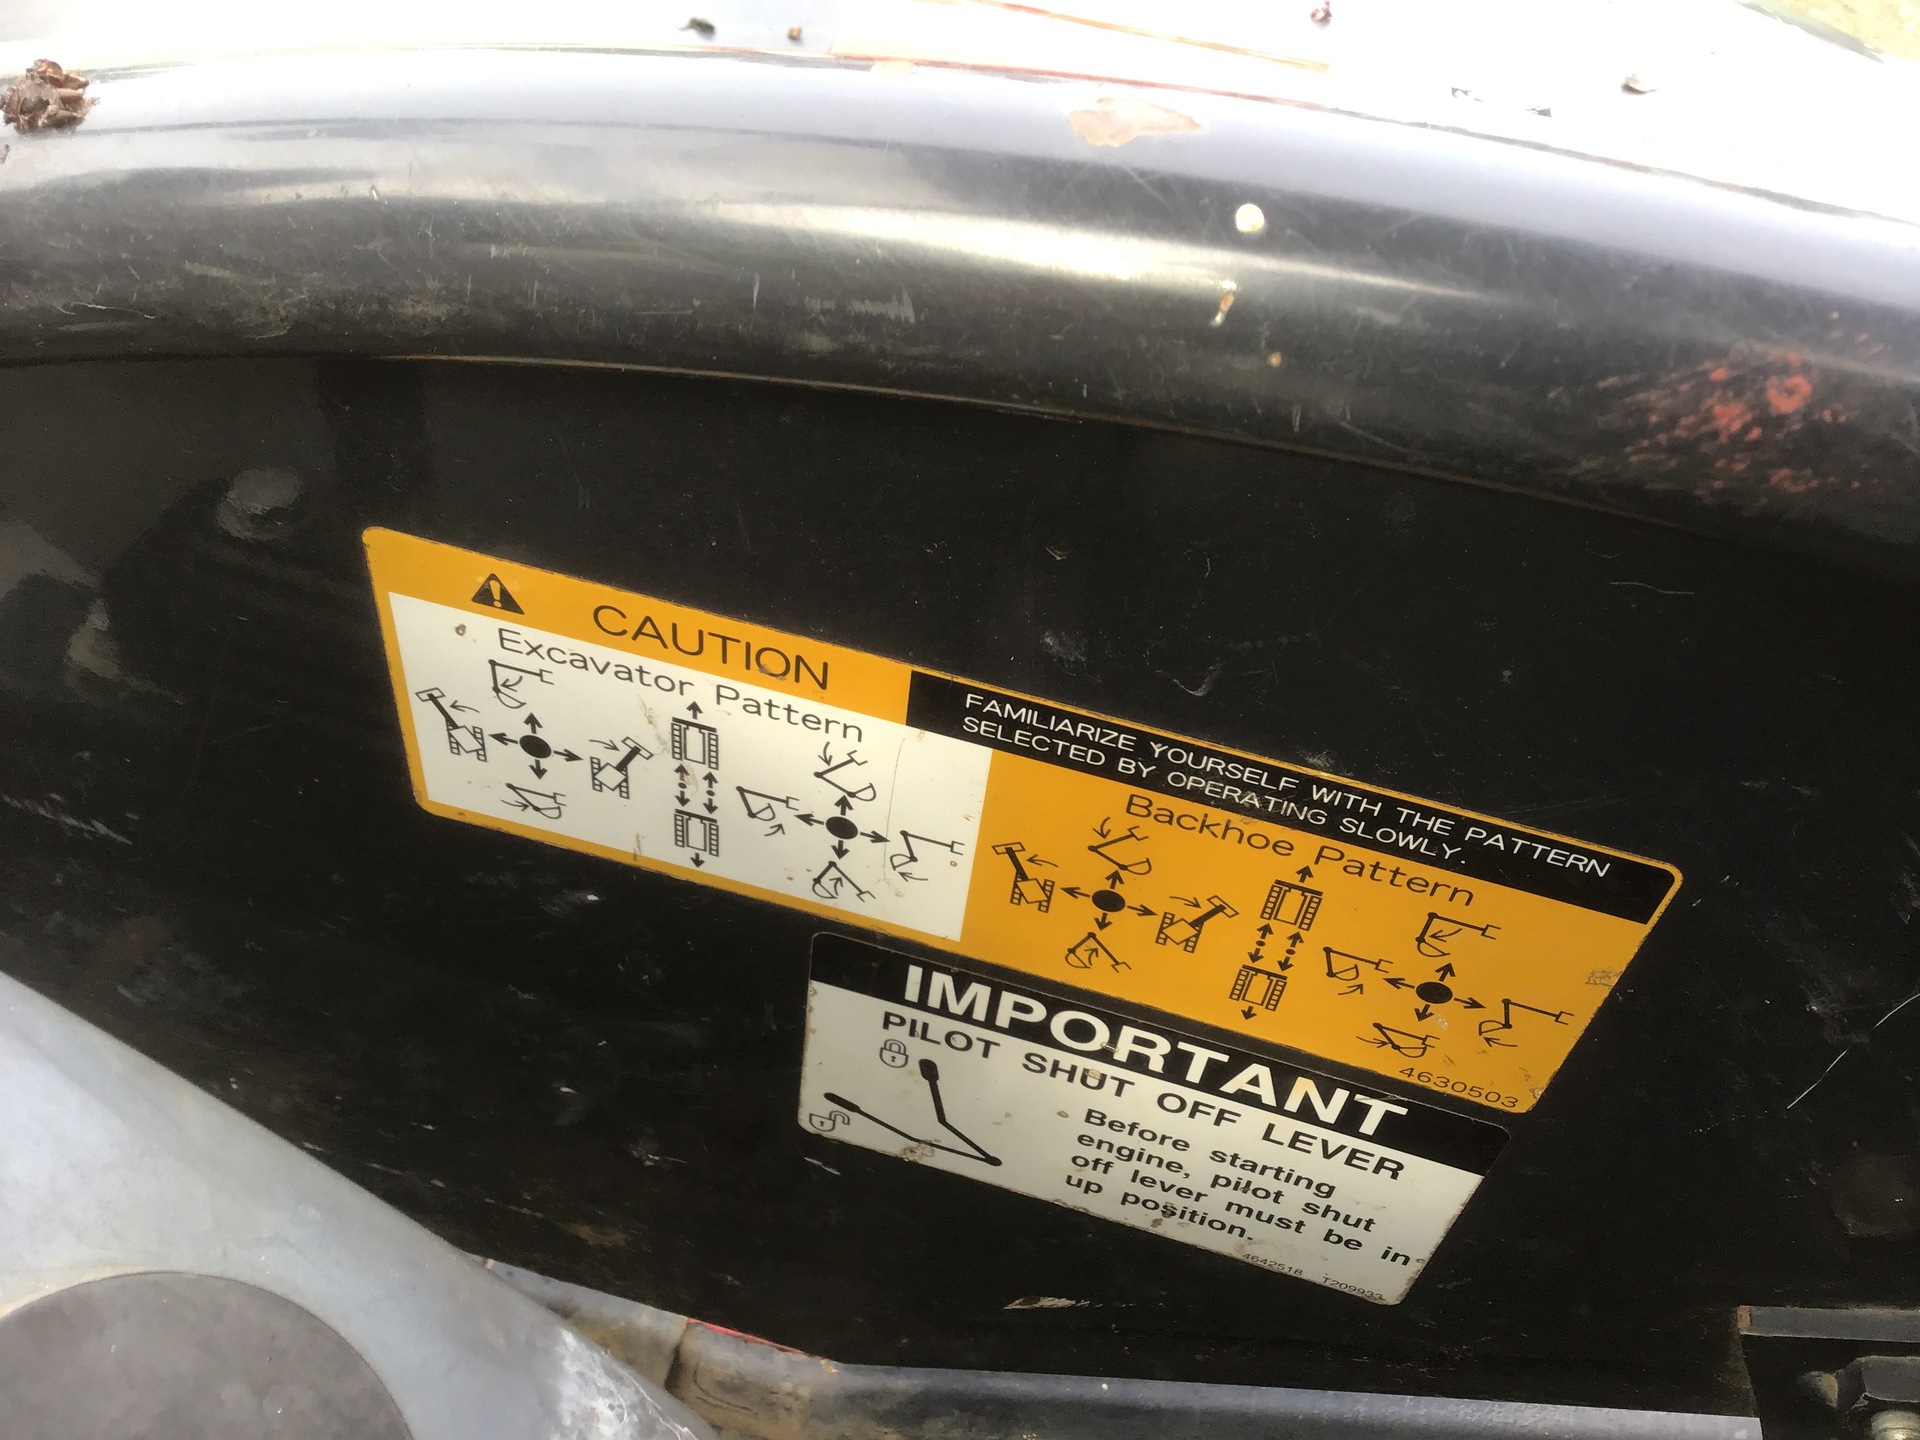 CAUTION
Excavator Pattern
FAMILIARIZE YOURSELF WITH THE PATTERN
SELECTED BY OPERATING SLOWLY.
Backhoe Pattern
4630503
IMPORTANT
PILOT SHUT OFF LEVER
Before starting
engine, pilot shut
off lever must be in
up position.
4642518 T209933